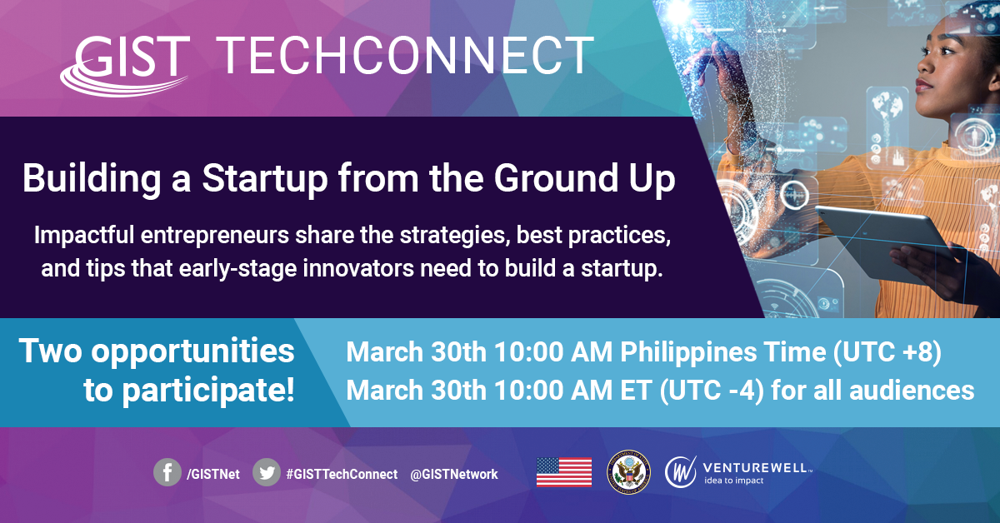 GIST TECHCONNECT
Building a Startup from the Ground Up
Impactful entrepreneurs share the strategies, best practices,
and tips that early-stage innovators need to build a startup.
Two opportunities
to participate!
March 30th 10:00 AM Philippines Time (UTC +8)
March 30th 10:00 AM ET (UTC -4) for all audiences
/GISTNet
#GISTTechConnect
@GISTNetwork
VENTUREWELL™
idea to impact